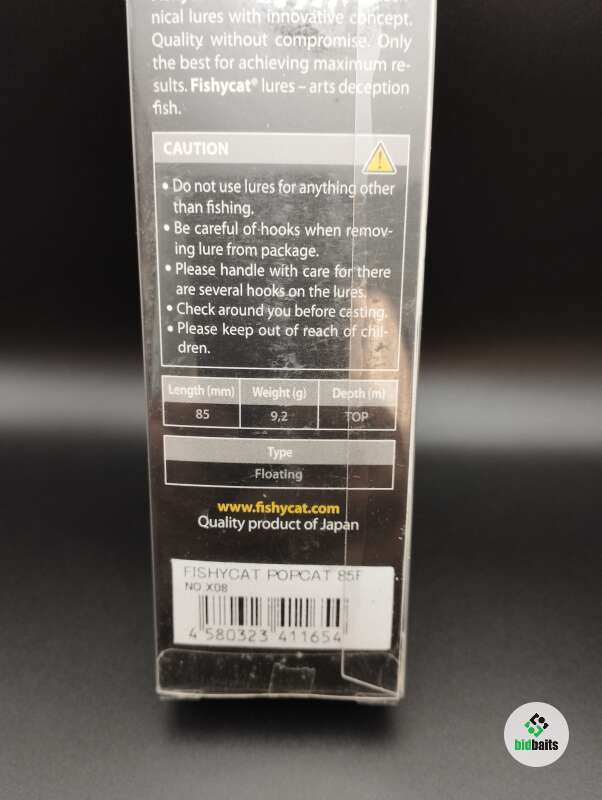 nical lures with innovative concept.
Quality without compromise. Only
the best for achieving maximum re-
sults. Fishycat® lures – arts deception
fish.
CAUTION
• Do not use lures for anything other
than fishing.
• Be careful of hooks when remov-
ing lure from package.
• Please handle with care for there
are several hooks on the lures.
• Check around you before casting.
• Please keep out of reach of chil-
dren.
Length (mm) Weight (g) Depth (m)
85 9,2 TOP
Type
Floating
www.fishycat.com
Quality product of Japan
FISHYCAT POPCAT 85F
NO X08
4 580323 411654
bidbaits